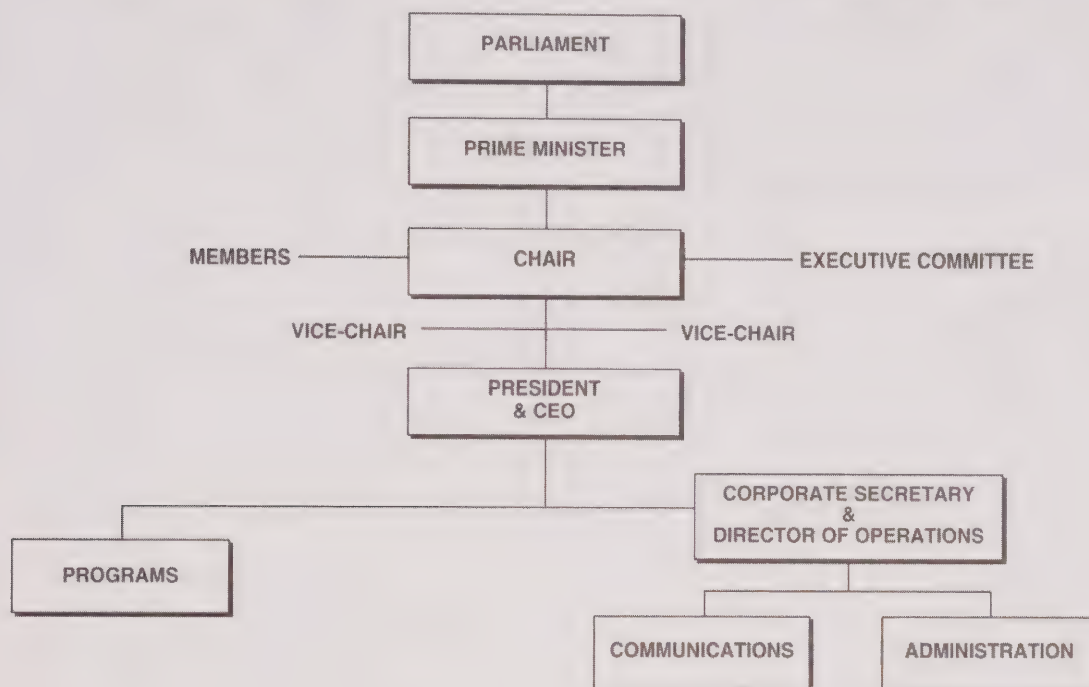 PARLIAMENT
PRIME MINISTER
MEMBERS
CHAIR
EXECUTIVE COMMITTEE
VICE-CHAIR
VICE-CHAIR
PRESIDENT
& CEO
CORPORATE SECRETARY
&
DIRECTOR OF OPERATIONS
PROGRAMS
COMMUNICATIONS
ADMINISTRATION